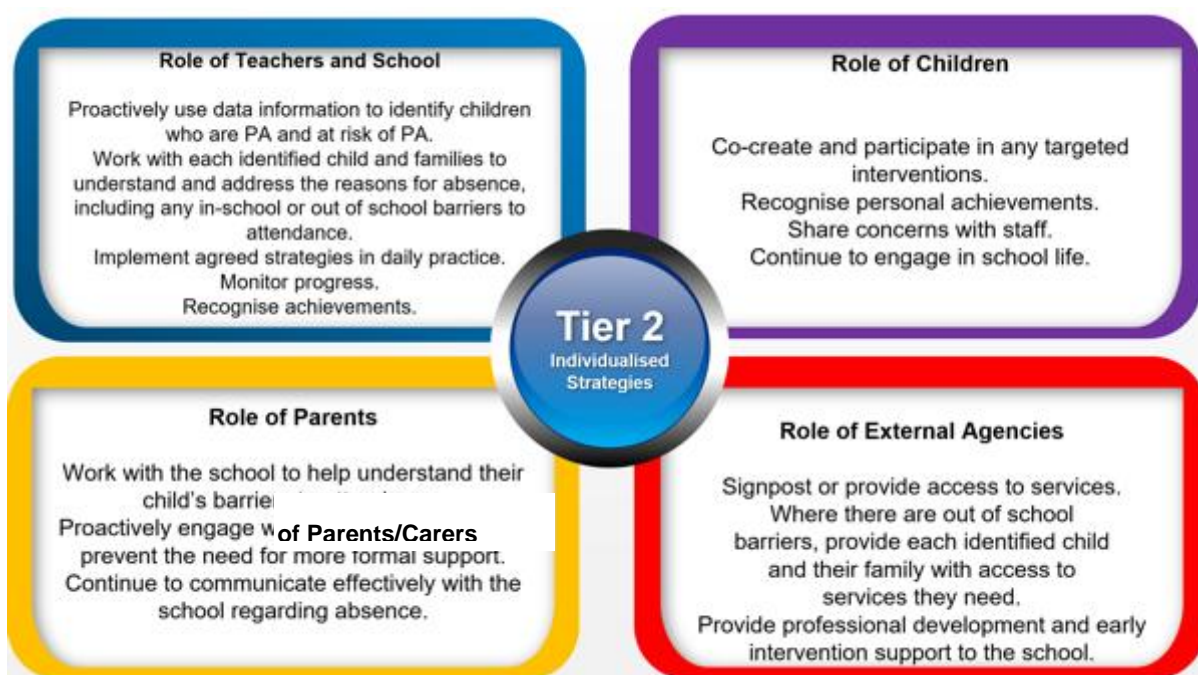 Role of Teachers and School
Proactively use data information to identify children
who are PA and at risk of PA.
Work with each identified child and families to
understand and address the reasons for absence,
including any in-school or out of school barriers to
attendance.
Implement agreed strategies in daily practice.
Monitor progress.
Recognise achievements.
Role of Children
Co-create and participate in any targeted
interventions.
Recognise personal achievements.
Share concerns with staff.
Continue to engage in school life.
Tier 2
Individualised
Strategies
Role of Parents
Work with the school to help understand their
child's
Proactively engage
of Parents/Carers
prevent the need for more formal support.
Continue to communicate effectively with the
school regarding absence.
Role of External Agencies
Signpost or provide access to services.
Where there are out of school
barriers, provide each identified child
and their family with access to
services they need.
Provide professional development and early
intervention support to the school.